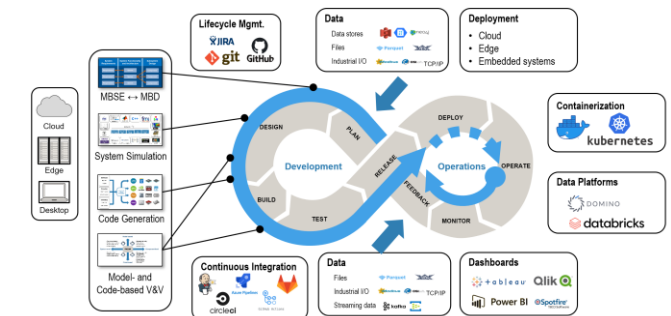 Lifecycle Mgmt.
JIRA
git
GitHub
Data
Data stores
Files
Parquet
Industrial I/O
TCP/IP
Deployment
• Cloud
• Edge
• Embedded systems
MBSE ↔ MBD
System Simulation
Code Generation
Model- and
Code-based V&V
Cloud
Edge
Desktop
DESIGN
PLAN
Development
BUILD
TEST
RELEASE
DEPLOY
Operations
OPERATE
FEEDBACK
MONITOR
Containerization
kubernetes
Data Platforms
DOMINO
databricks
Continuous Integration
Azure Pipelines
circleci
Data
Files
Parquet
Industrial I/O
TCP/IP
Streaming data
kafka
Dashboards
+ a b l e a u
Qlik
Power BI
Spotfire